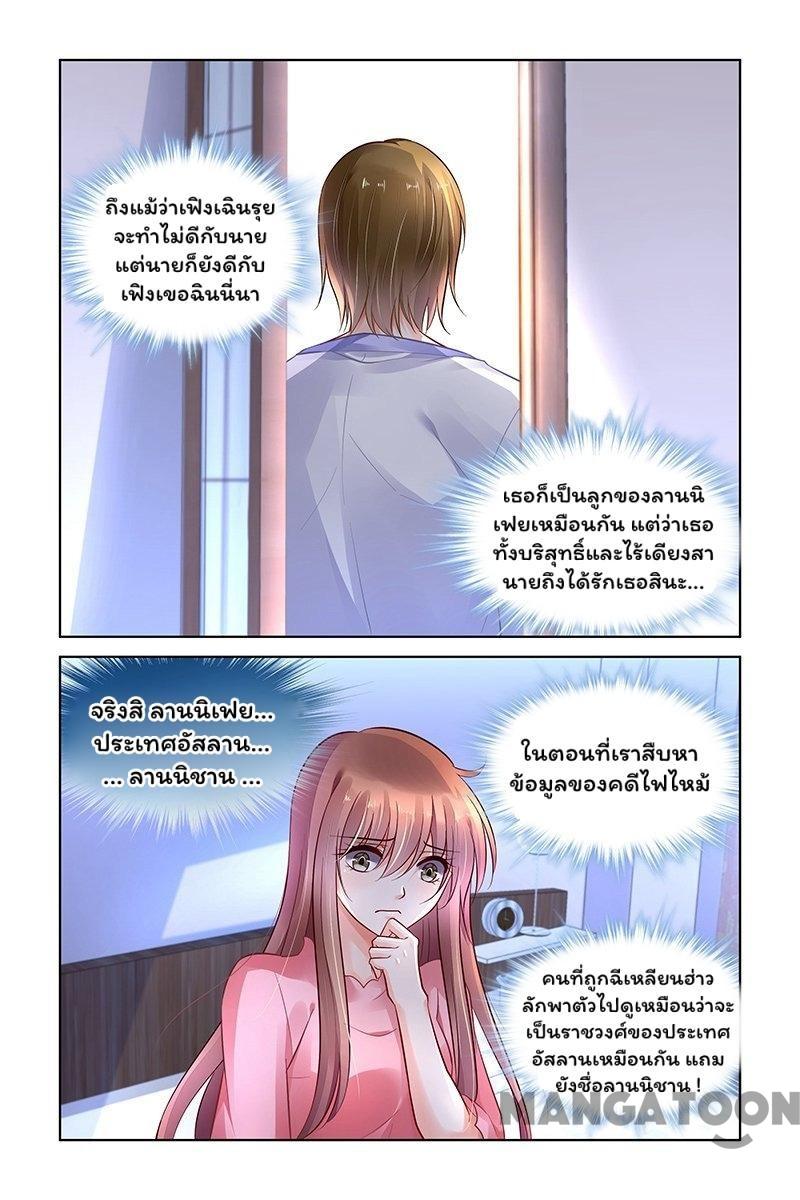 ถึงแม้ว่าเฟิงเฉินรุย
จะทำไม่ดีกับนาย
แต่นายก็ยังดีกับ
เฟิงเขอฉินนี่นา
เธอก็เป็นลูกของลานนิ
เฟยเหมือนกัน แต่ว่าเธอ
ทั้งบริสุทธิ์และไร้เดียงสา
นายถึงได้รักเธอสินะ...
จริงสิ ลานนิเฟย...
ประเทศอัสลาน...
... ลานนิชาน ...
ในตอนที่เราสืบหา
ข้อมูลของคดีไฟไหม้
คนที่ถูกฉีเหลียนฮ่าว
ลักพาตัวไปดูเหมือนว่าจะ
เป็นราชวงศ์ของประเทศ
อัสลานเหมือนกัน แถม
ยังชื่อลานนิชาน !
MANGATOON